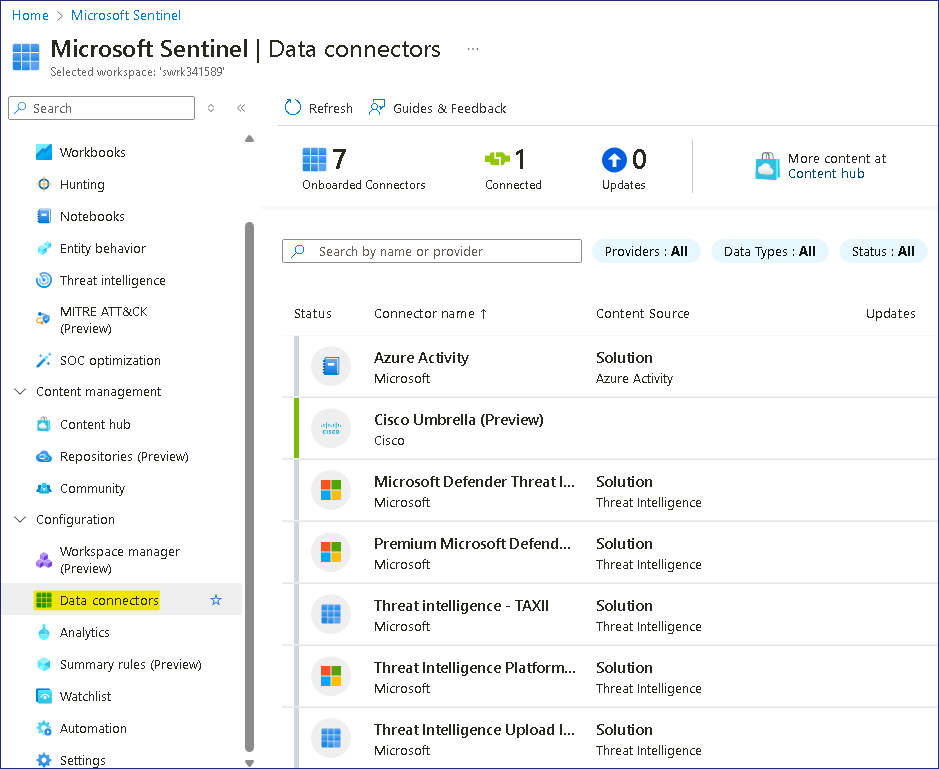 Home > Microsoft Sentinel
Microsoft Sentinel | Data connectors ...
Selected workspace: 'swrk341589'
Search
«
Workbooks
Hunting
Notebooks
Entity behavior
Threat intelligence
MITRE ATT&CK
(Preview)
SOC optimization
Content management
Content hub
Repositories (Preview)
Community
Configuration
Workspace manager
(Preview)
Data connectors
Analytics
Summary rules (Preview)
Watchlist
Automation
Settings
Refresh Guides & Feedback
7 1 0
Onboarded Connectors Connected Updates
More content at
Content hub
Search by name or provider Providers : All Data Types : All Status : All
Status Connector name ↑ Content Source Updates
Azure Activity Solution
Microsoft Azure Activity
Cisco Umbrella (Preview)
CISCO
Cisco
Microsoft Defender Threat I... Solution
Microsoft Threat Intelligence
Premium Microsoft Defend... Solution
Microsoft Threat Intelligence
Threat intelligence - TAXII Solution
Microsoft Threat Intelligence
Threat Intelligence Platform... Solution
Microsoft Threat Intelligence
Threat Intelligence Upload I... Solution
Microsoft Threat Intelligence